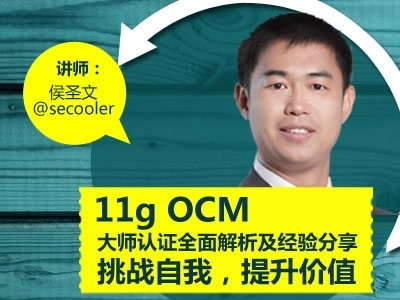 讲师：
侯圣文
@secooler
11g OCM
大师认证全面解析及经验分享
挑战自我，提升价值